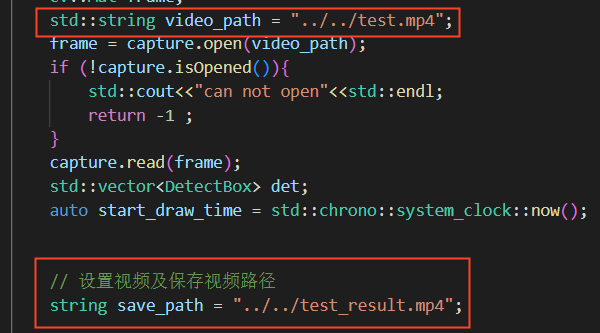 cv::Mat frame;
std::string video_path = "../../test.mp4";
frame = capture.open(video_path);
if (!capture.isOpened()){
std::cout<<"can not open"<<std::endl;
return -1 ;
}
capture.read(frame);
std::vector<DetectBox> det;
auto start_draw_time = std::chrono::system_clock::now();
// 设置视频及保存视频路径
string save_path = "../../test_result.mp4";